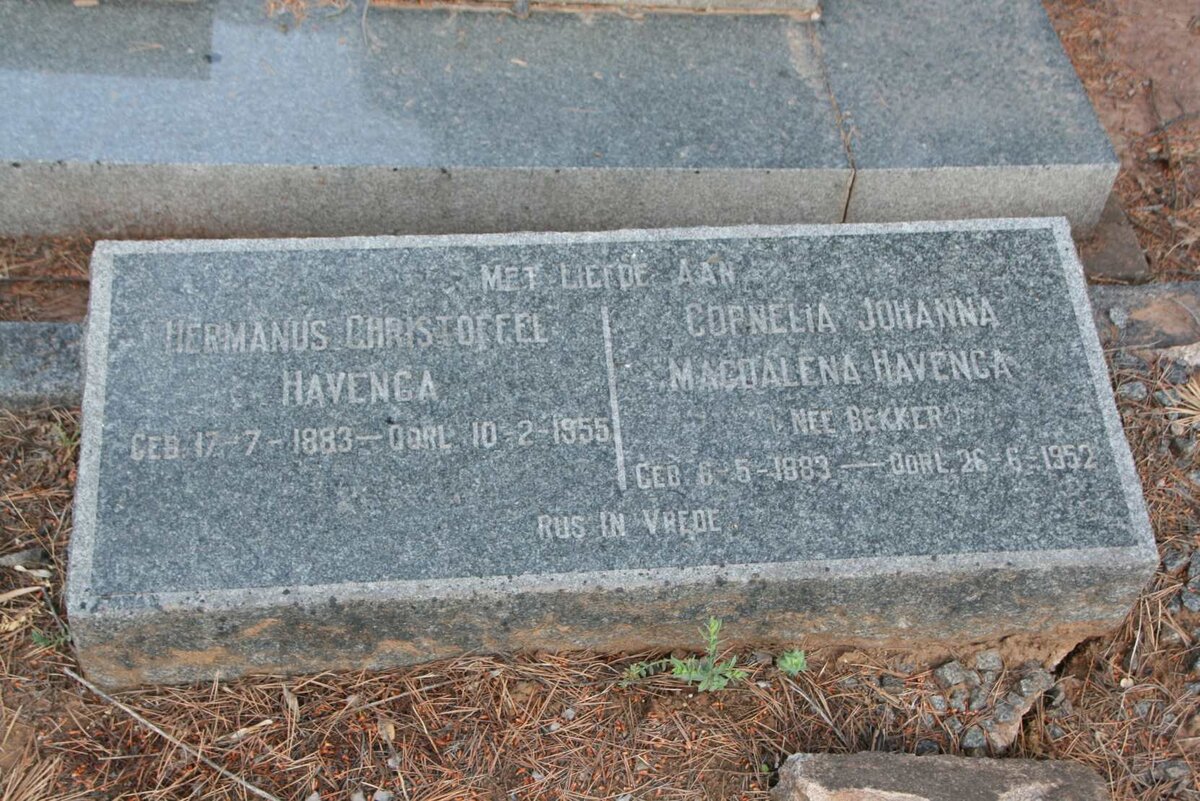 MET LIEFDE AAN
HERMANUS CHRISTOFFEL
HAVENGA
GEB. 17-7-1883 — OORL. 10-2-1955
CORNELIA JOHANNA
MAGDALENA HAVENGA
(NEE BEKKER)
GEB. 6-5-1883 — OORL. 26-6-1952
RUS IN VREDE